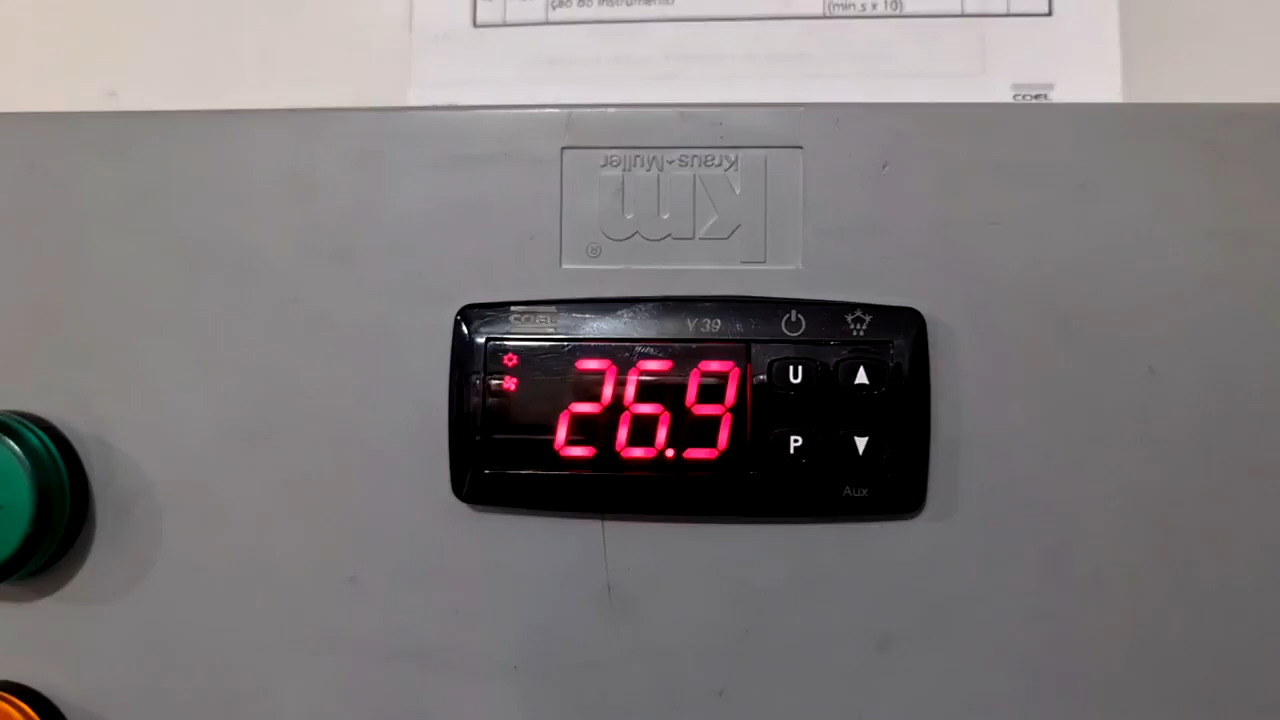 ção do instrumento
(min.s x 10)
COEL
Kraus-Muller
km
®
COEL
Y39
26.9
U
P
Aux